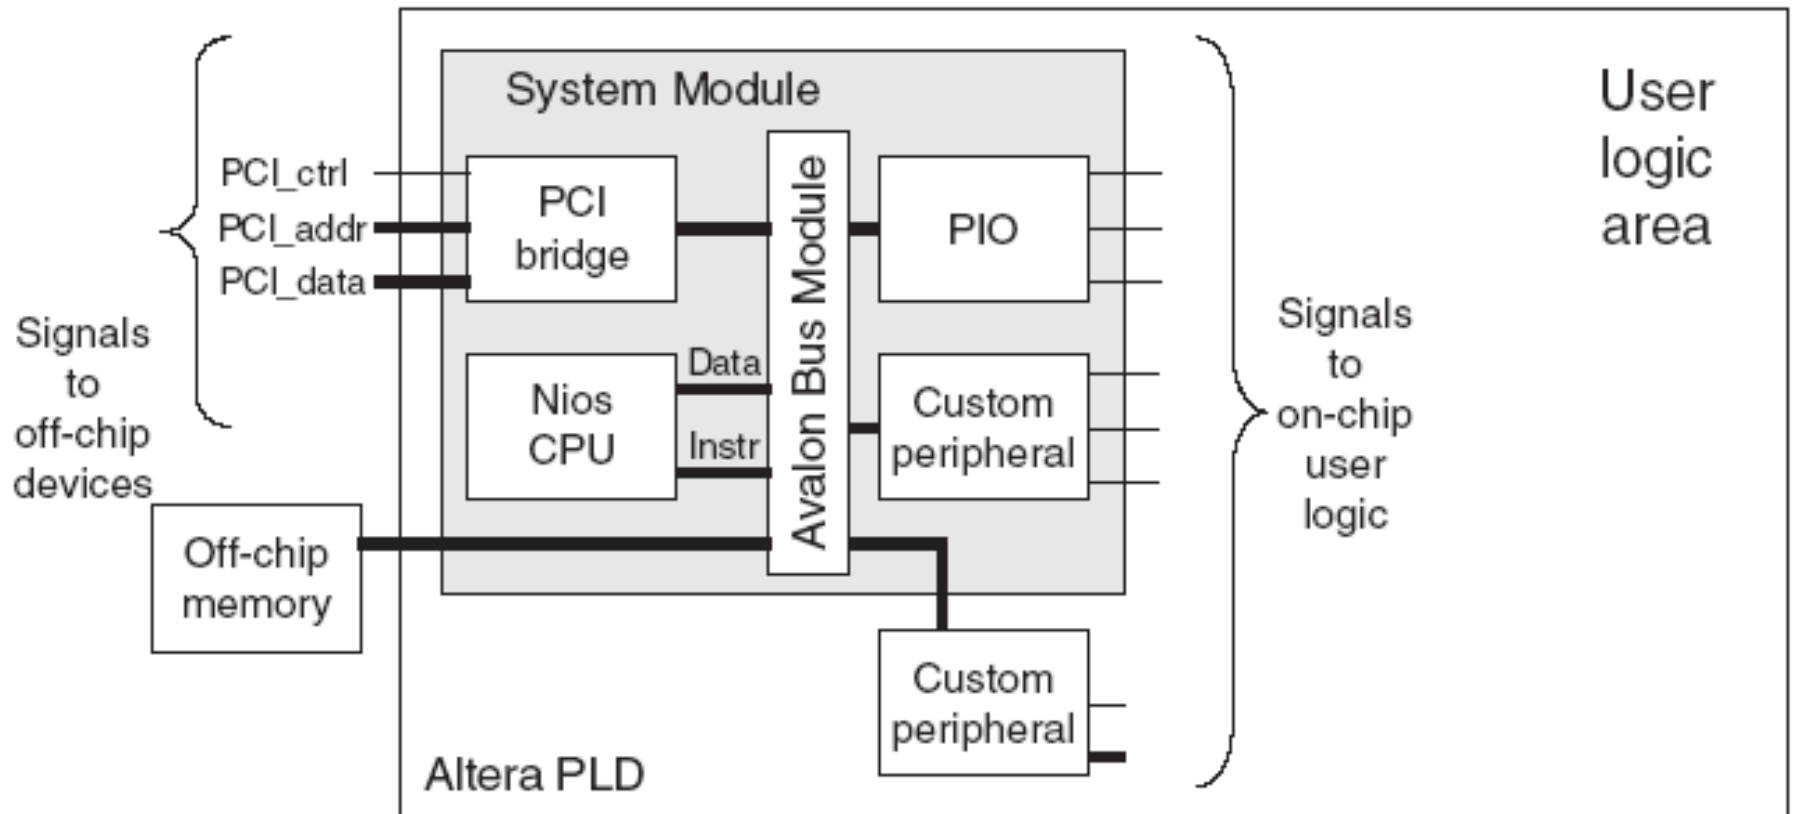 System Module
User
logic
area
PCI_ctrl
PCI_addr
PCI_data
PCI
bridge
Avalon Bus Module
PIO
Signals
to
off-chip
devices
Data
Instr
Nios
CPU
Custom
peripheral
Signals
to
on-chip
user
logic
Off-chip
memory
Custom
peripheral
Altera PLD